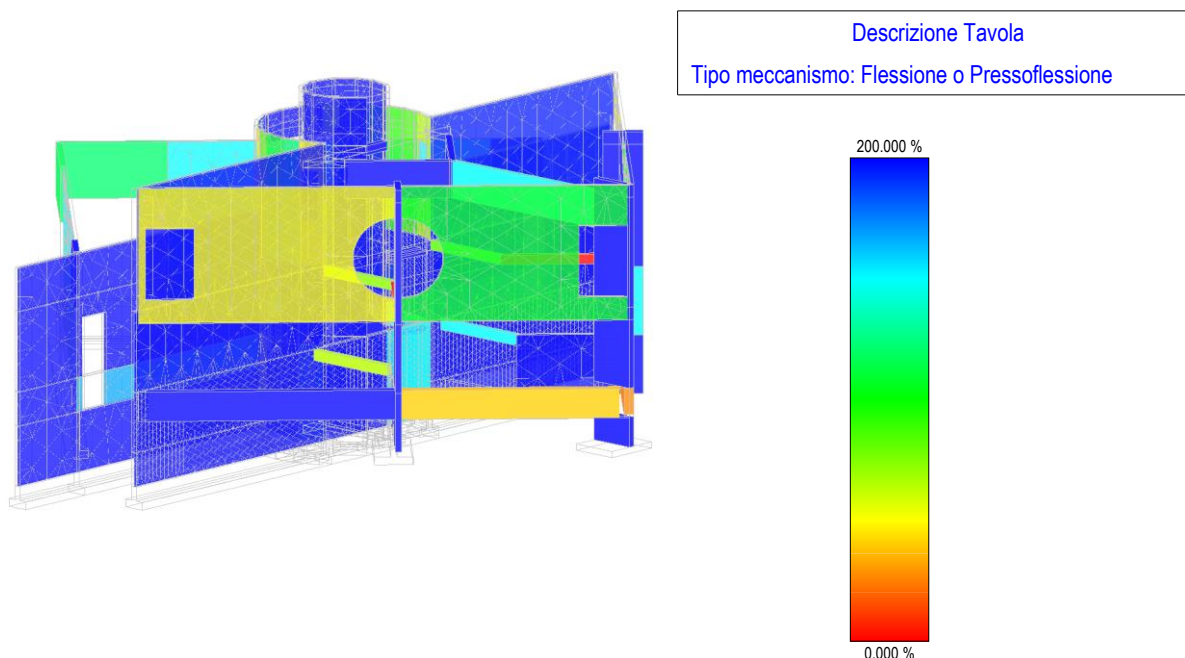 Descrizione Tavola
Tipo meccanismo: Flessione o Pressoflessione
200.000 %
0.000 %